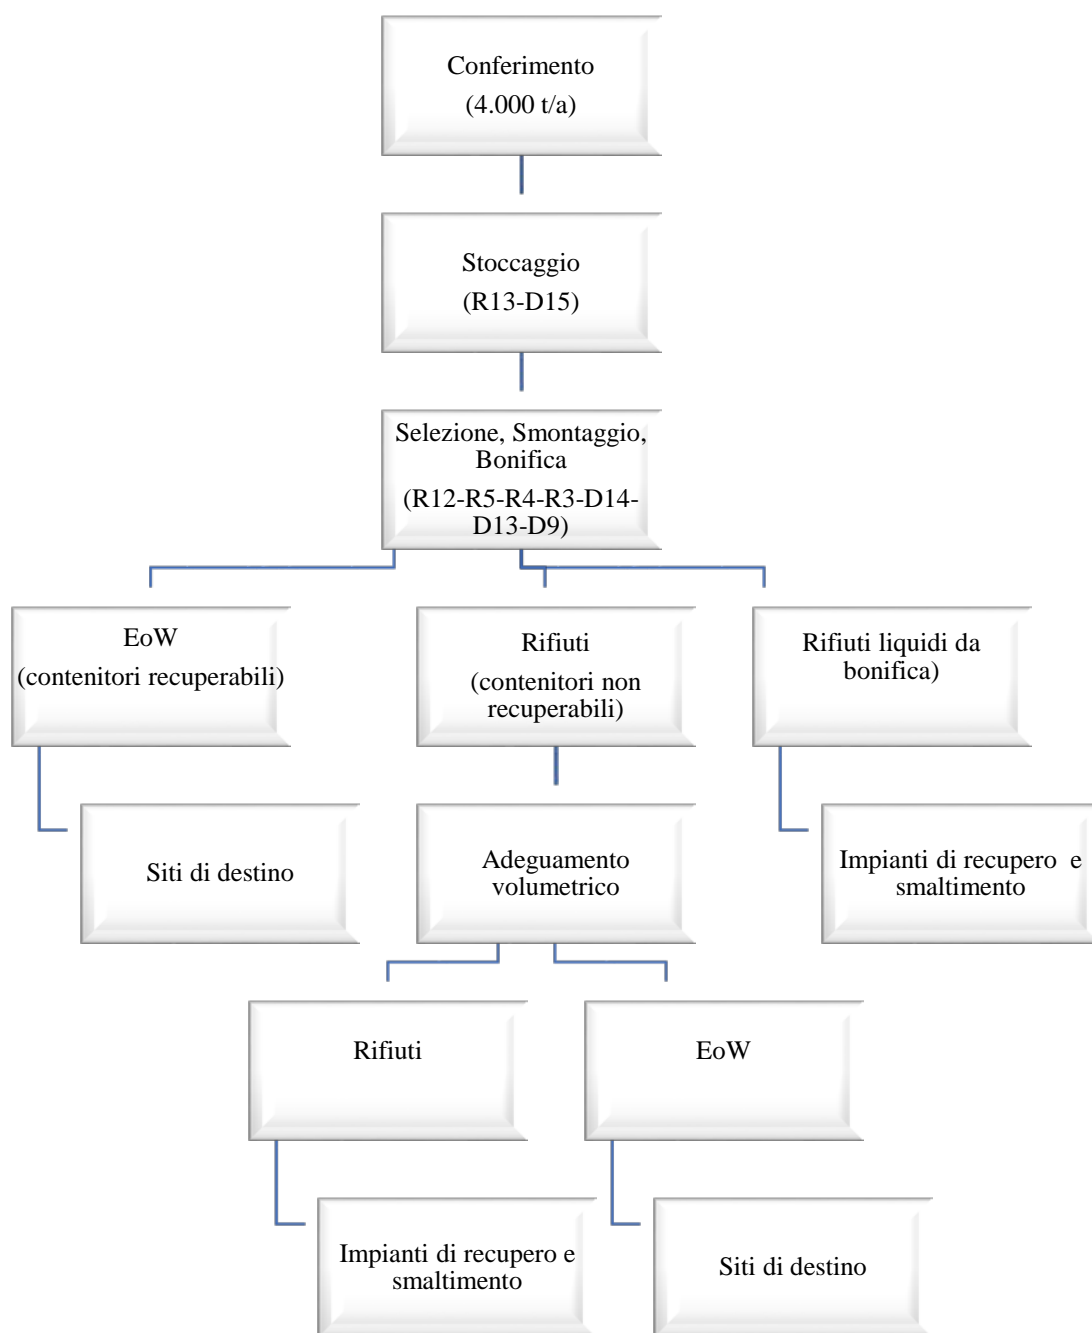 Conferimento
(4.000 t/a)
Stoccaggio
(R13-D15)
Selezione, Smontaggio,
Bonifica
(R12-R5-R4-R3-D14-
D13-D9)
EoW
(contenitori recuperabili)
Rifiuti
(contenitori non
recuperabili)
Rifiuti liquidi da
bonifica)
Siti di destino
Adeguamento
volumetrico
Impianti di recupero e
smaltimento
Rifiuti
EoW
Impianti di recupero e
smaltimento
Siti di destino